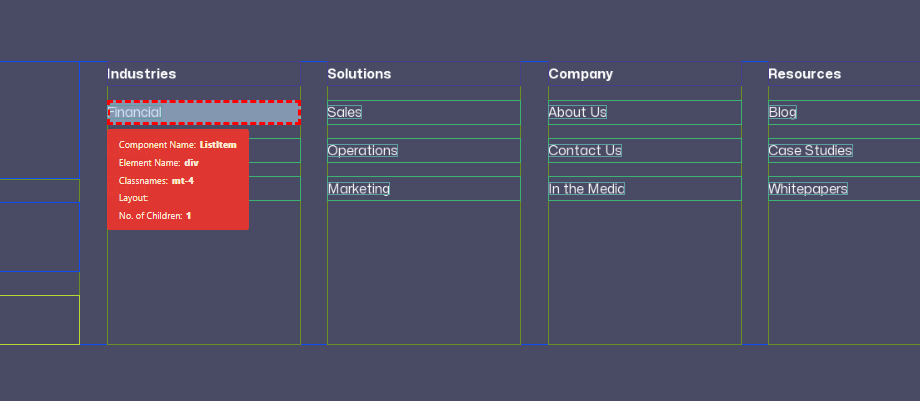 Industries
Financial
Component Name: ListItem
Element Name: div
Classnames: mt-4
Layout:
No. of Children: 1
Solutions
Sales
Operations
Marketing
Company
About Us
Contact Us
In the Media
Resources
Blog
Case Studies
Whitepapers